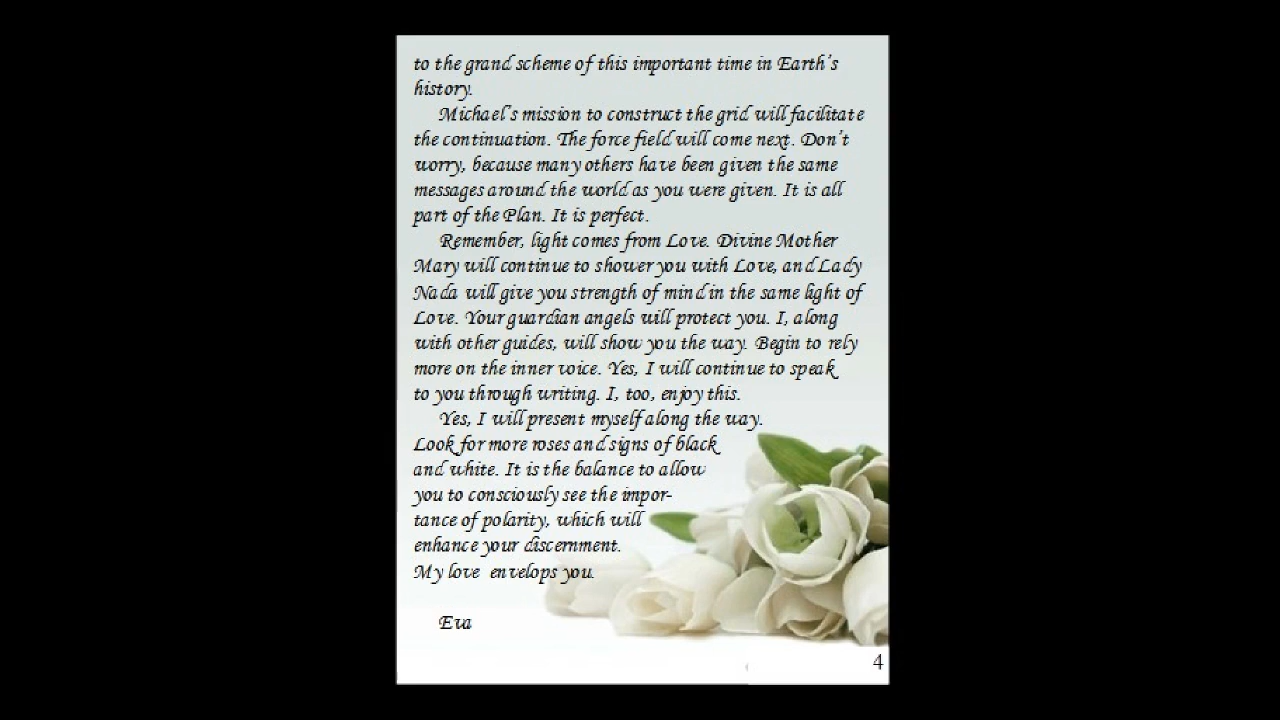 to the grand scheme of this important time in Earth's
history.
Michael's mission to construct the grid will facilitate
the continuation. The force field will come next. Don't
worry, because many others have been given the same
messages around the world as you were given. It is all
part of the Plan. It is perfect.
Remember, light comes from Love. Divine Mother
Mary will continue to shower you with Love, and Lady
Nada will give you strength of mind in the same light of
Love. Your guardian angels will protect you. I, along
with other guides, will show you the way. Begin to rely
more on the inner voice. Yes, I will continue to speak
to you through writing. I, too, enjoy this.
Yes, I will present myself along the way.
Look for more roses and signs of black
and white. It is the balance to allow
you to consciously see the impor-
tance of polarity, which will
enhance your discernment.
My love envelops you.
Eva
4